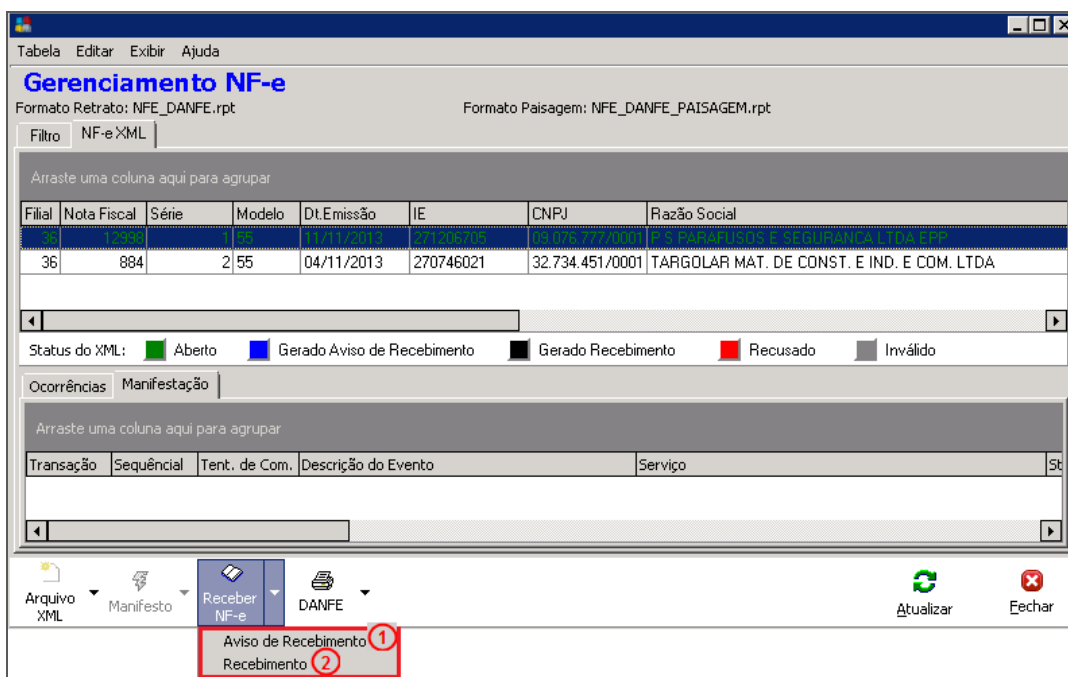 Tabela Editar Exibir Ajuda
Gerenciamento NF-e
Formato Retrato: NFE_DANFE.rpt Formato Paisagem: NFE_DANFE_PAISAGEM.rpt
Filtro NF-e XML
Arraste uma coluna aqui para agrupar
Filial Nota Fiscal Série Modelo Dt.Emissão IE CNPJ Razão Social
36 12998 1 55 11/11/2013 271206705 09.076.777/0001 P S PARAFUSOS E SEGURANCA LTDA EPP
36 884 2 55 04/11/2013 270746021 32.734.451/0001 TARGOLAR MAT. DE CONST. E IND. E COM. LTDA
Status do XML: Aberto Gerado Aviso de Recebimento Gerado Recebimento Recusado Inválido
Ocorrências Manifestação
Arraste uma coluna aqui para agrupar
Transação Sequêncial Tent. de Com. Descrição do Evento Serviço St
Arquivo XML Manifesto Receber NF-e DANFE Atualizar Fechar
Aviso de Recebimento 1
Recebimento 2